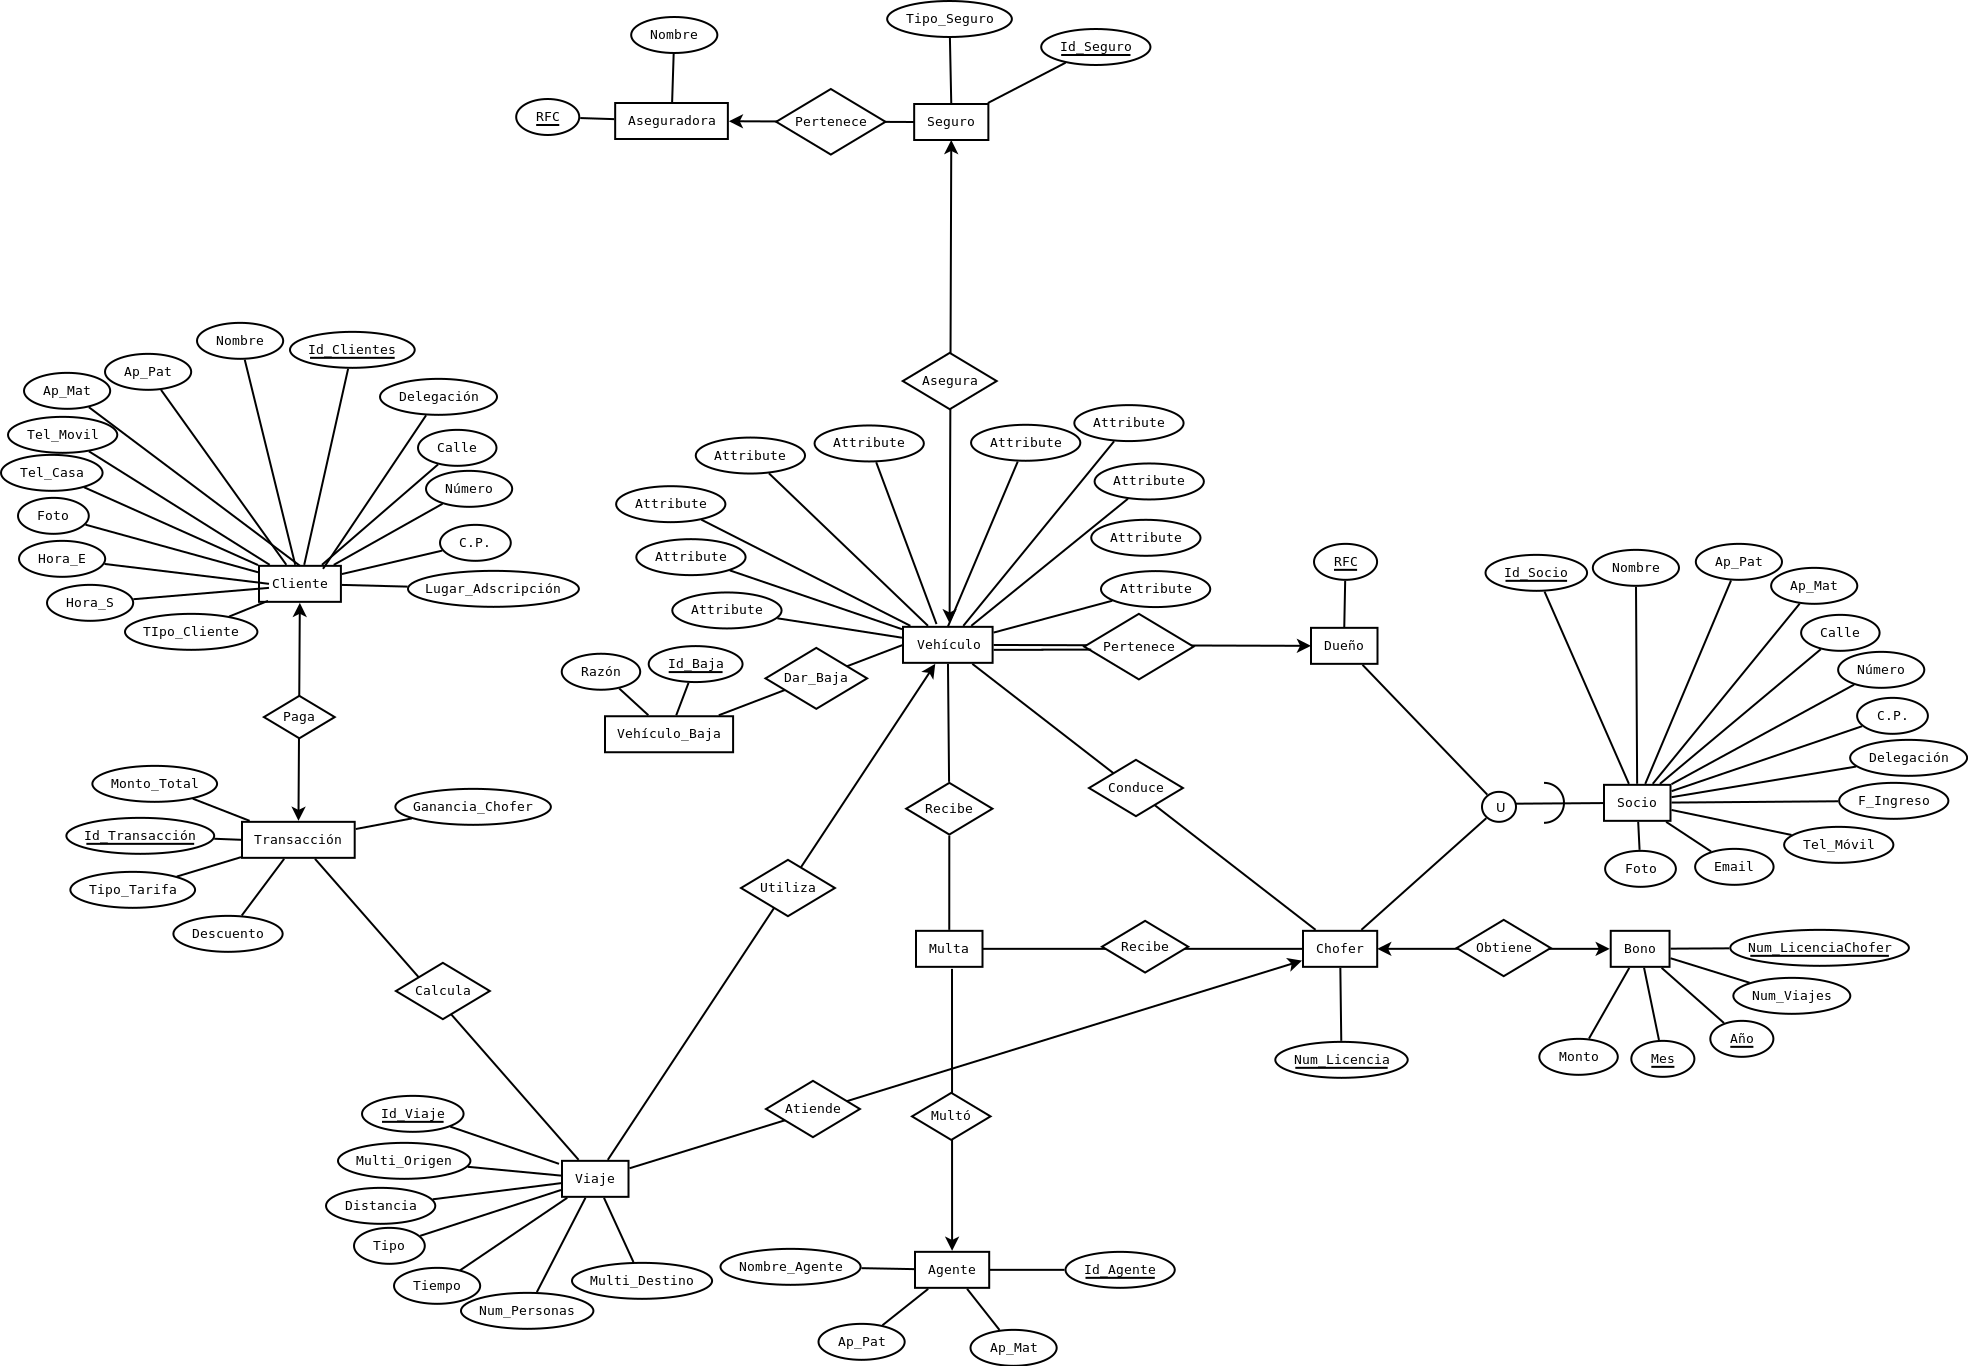 Tipo_Seguro
Nombre
Id_Seguro
RFC
Aseguradora
Pertenece
Seguro
Nombre
Id_Clientes
Ap_Pat
Ap_Mat
Delegación
Asegura
Tel_Movil
Calle
Tel_Casa
Número
Foto
C.P.
Hora_E
Cliente
Lugar_Adscripción
Hora_S
TIpo_Cliente
Attribute
Attribute
Attribute
Attribute
Attribute
Attribute
Attribute
Attribute
Attribute
Attribute
Vehículo
Pertenece
RFC
Dueño
Razón
Id_Baja
Dar_Baja
Vehículo_Baja
Id_Socio
Nombre
Ap_Pat
Ap_Mat
Calle
Número
C.P.
Delegación
F_Ingreso
Tel_Móvil
Email
Foto
Socio
U
Paga
Monto_Total
Ganancia_Chofer
Id_Transacción
Transacción
Tipo_Tarifa
Descuento
Recibe
Conduce
Utiliza
Multa
Recibe
Chofer
Obtiene
Bono
Num_LicenciaChofer
Num_Viajes
Año
Mes
Monto
Num_Licencia
Calcula
Atiende
Multó
Id_Viaje
Multi_Origen
Viaje
Distancia
Tipo
Tiempo
Num_Personas
Multi_Destino
Nombre_Agente
Agente
Id_Agente
Ap_Pat
Ap_Mat